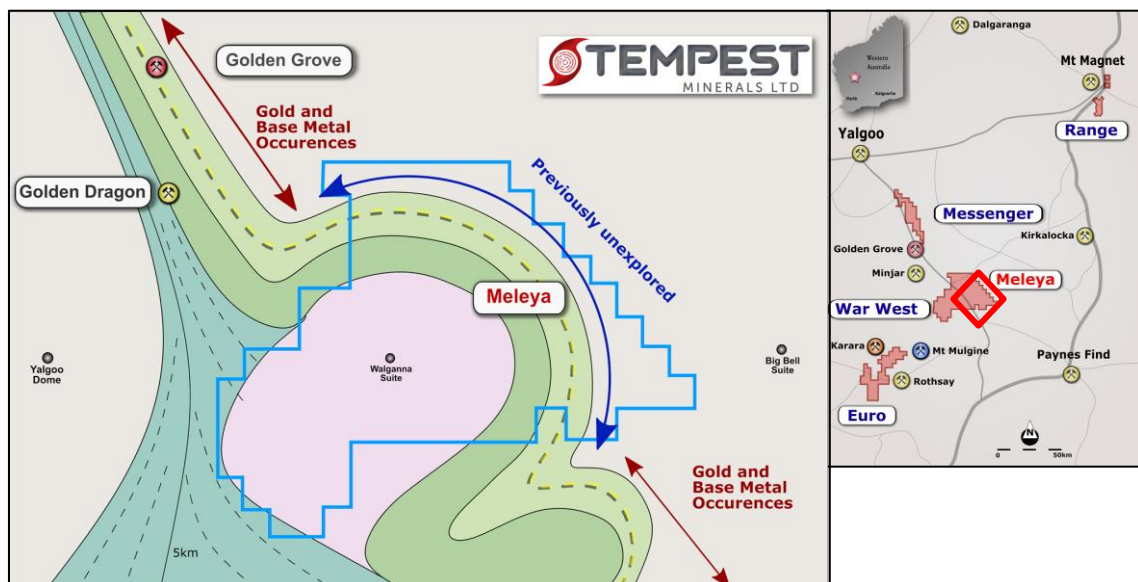 Golden Grove
TEMPEST
MINERALS LTD
Gold and
Base Metal
Occurences
Golden Dragon
Previously unexplored
Meleya
Yalgoo
Dome
Walganna
Suite
Big Bell
Suite
Gold and
Base Metal
Occurences
5km
Dalgaranga
Western
Australia
Perth
Kalgoorlie
Mt Magnet
Range
Yalgoo
Messenger
Golden Grove
Kirkalocka
Minjar
Meleya
War West
Karara
Mt Mulgine
Paynes Find
Rothsay
Euro
N
0 50km